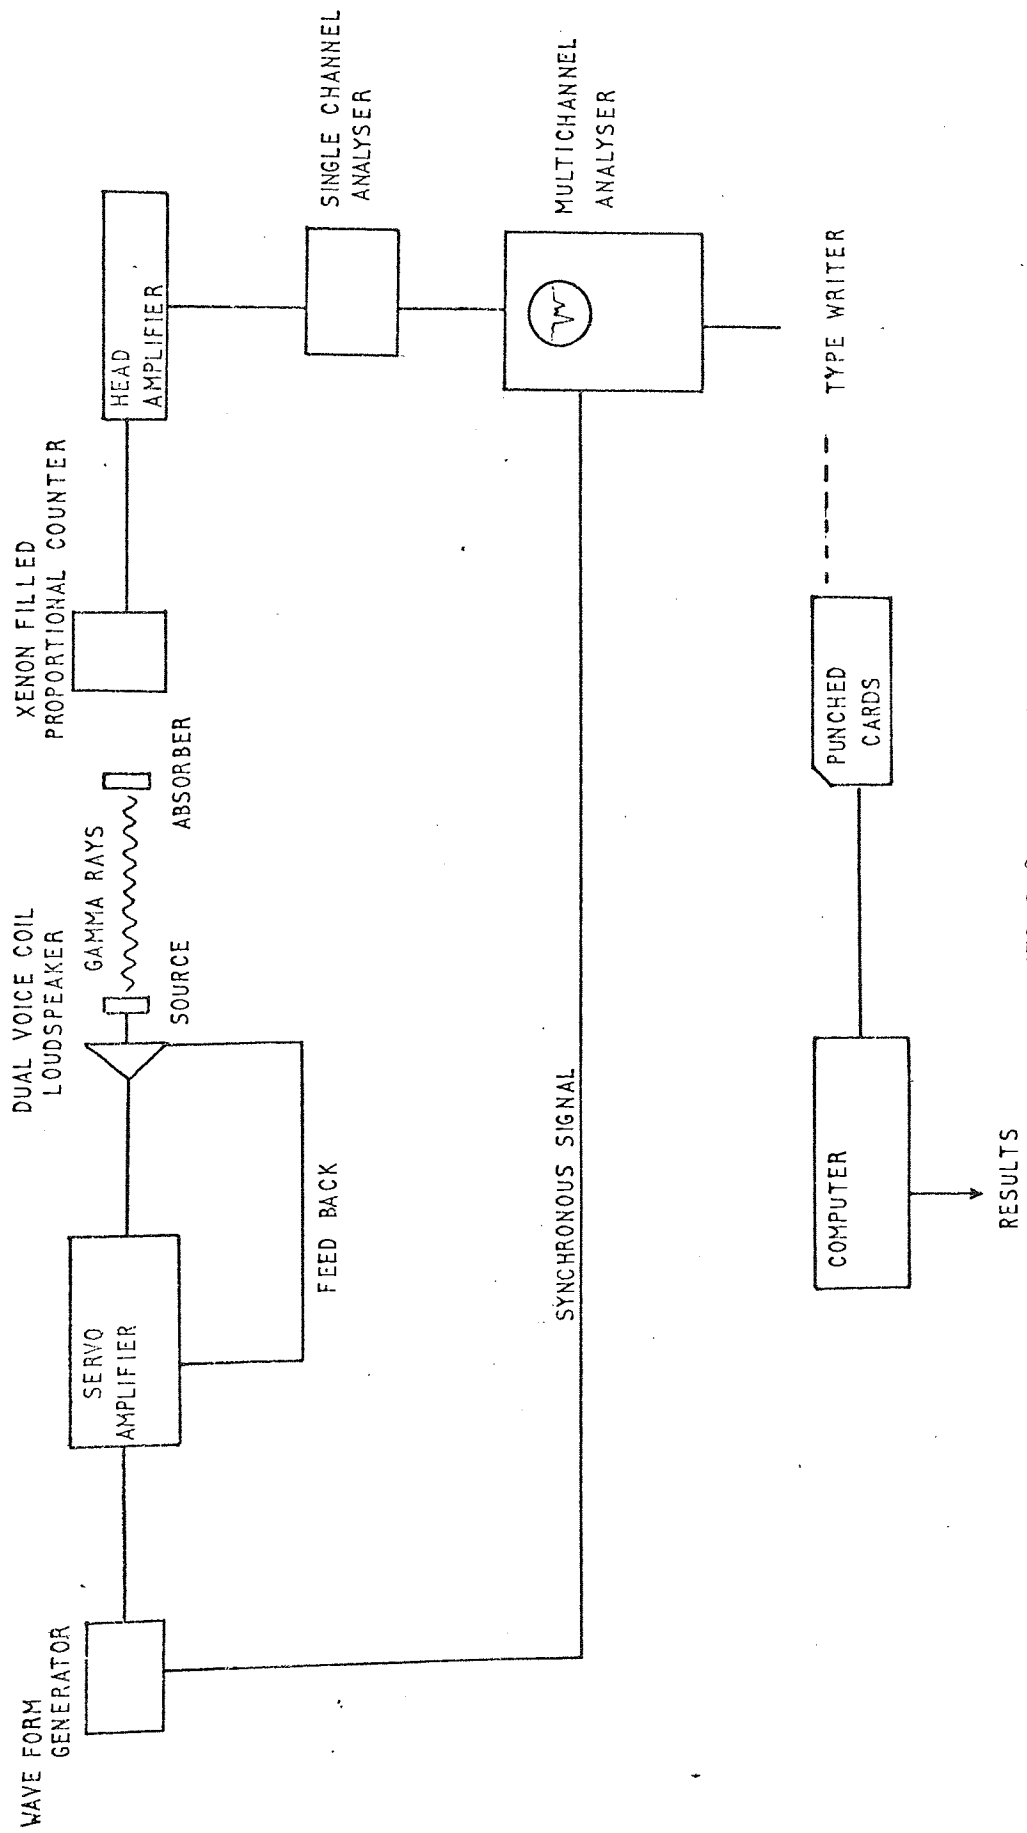 WAVE FORM
GENERATOR
SERVO
AMPLIFIER
FEED BACK
DUAL VOICE COIL
LOUDSPEAKER
SOURCE
GAMMA RAYS
ABSORBER
XENON FILLED
PROPORTIONAL COUNTER
HEAD
AMPLIFIER
SINGLE CHANNEL
ANALYSER
MULTICHANNEL
ANALYSER
SYNCHRONOUS SIGNAL
TYPE WRITER
PUNCHED
CARDS
COMPUTER
RESULTS